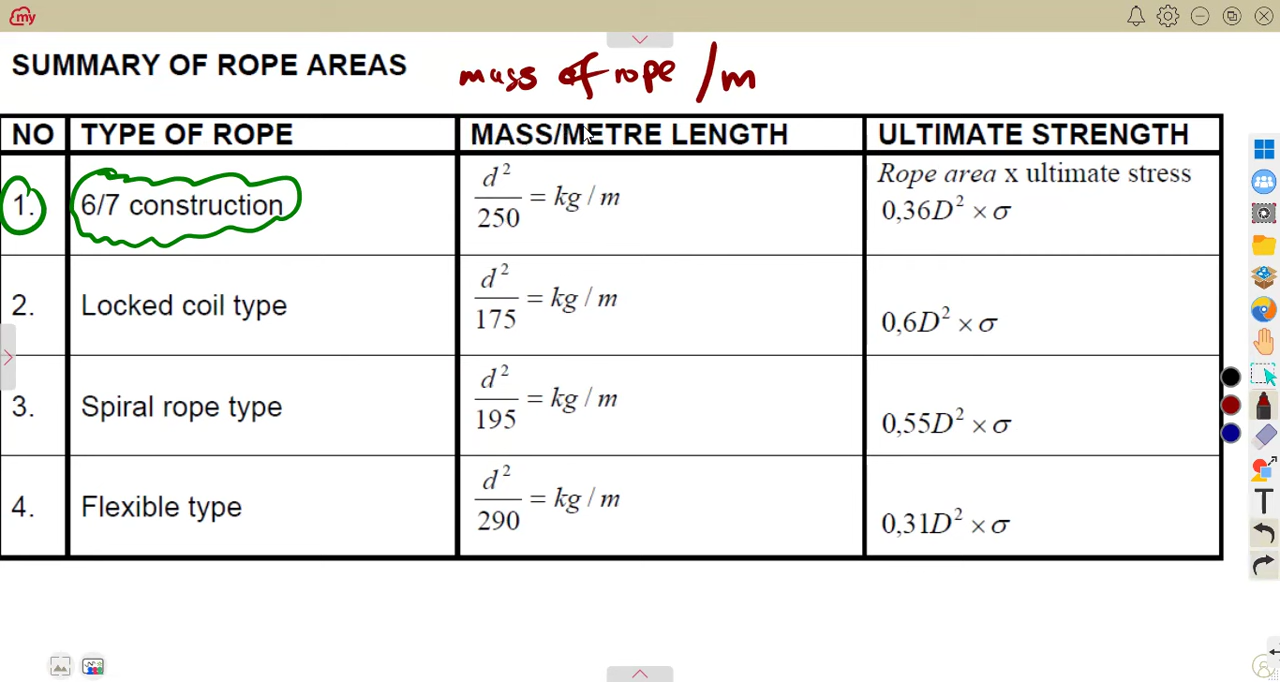 my
SUMMARY OF ROPE AREAS
mass of rope /m
NO TYPE OF ROPE MASS/METRE LENGTH ULTIMATE STRENGTH
1. 6/7 construction d²/250 = kg / m Rope area x ultimate stress
0,36D² × σ
2. Locked coil type d²/175 = kg / m 0,6D² × σ
3. Spiral rope type d²/195 = kg / m 0,55D² × σ
4. Flexible type d²/290 = kg / m 0,31D² × σ
T